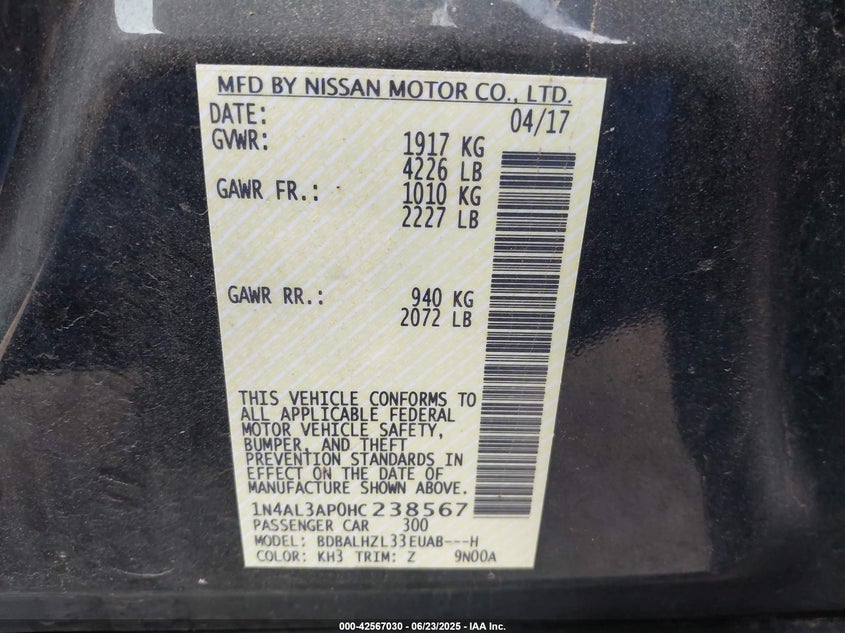 MFD BY NISSAN MOTOR CO., LTD.
DATE: 04/17
GVWR: 1917 KG
4226 LB
GAWR FR.: 1010 KG
2227 LB
GAWR RR.: 940 KG
2072 LB
THIS VEHICLE CONFORMS TO
ALL APPLICABLE FEDERAL
MOTOR VEHICLE SAFETY,
BUMPER, AND THEFT
PREVENTION STANDARDS IN
EFFECT ON THE DATE OF
MANUFACTURE SHOWN ABOVE.
1N4AL3AP0HC238567
PASSENGER CAR 300
MODEL: BDBALHZL33EUAB---H
COLOR: KH3 TRIM: Z 9N00A
000-42567030 - 06/23/2025 - IAA Inc.